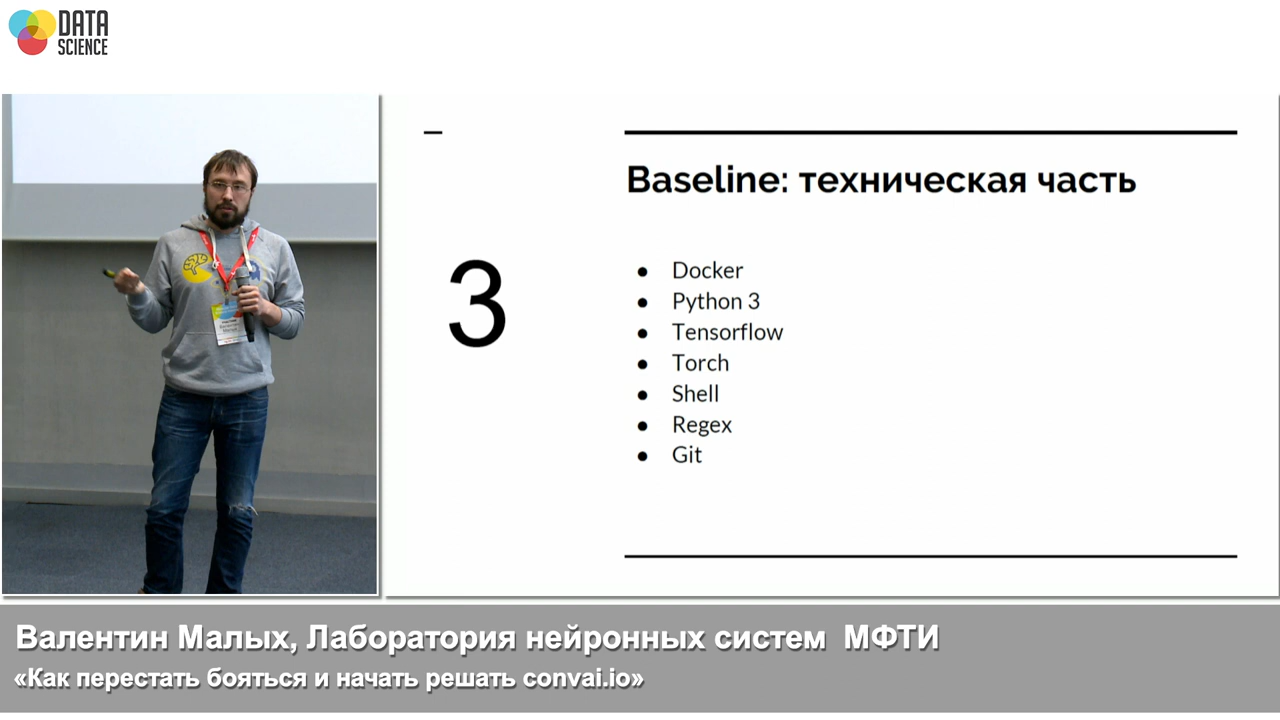 DATA
SCIENCE
Baseline: техническая часть
3
● Docker
● Python 3
● Tensorflow
● Torch
● Shell
● Regex
● Git
Валентин Малых, Лаборатория нейронных систем МФТИ
«Как перестать бояться и начать решать convai.io»